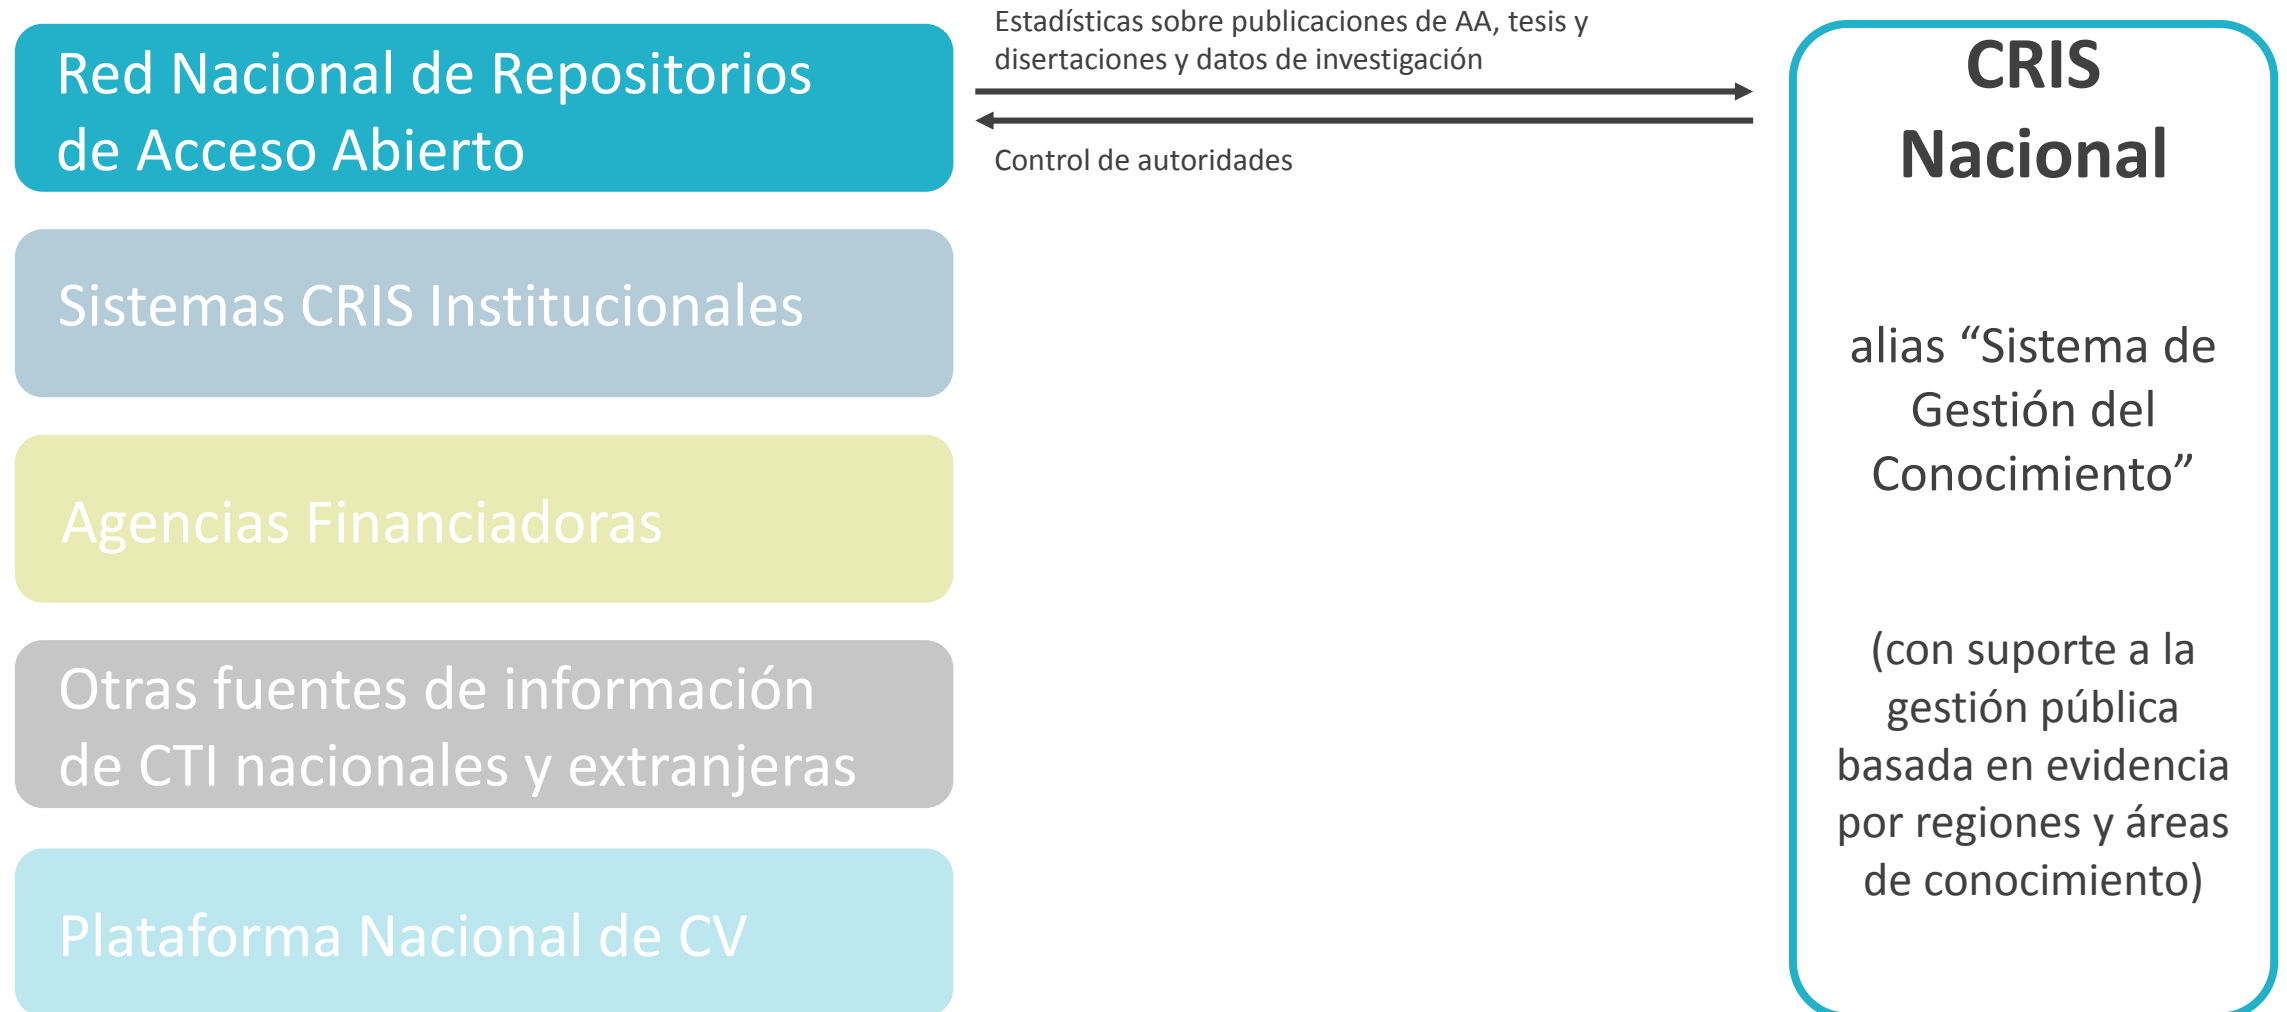 Red Nacional de Repositorios
de Acceso Abierto
Estadísticas sobre publicaciones de AA, tesis y
disertaciones y datos de investigación
Control de autoridades
Sistemas CRIS Institucionales
Agencias Financiadoras
Otras fuentes de información
de CTI nacionales y extranjeras
Plataforma Nacional de CV
CRIS
Nacional
alias “Sistema de
Gestión del
Conocimiento”
(con suporte a la
gestión pública
basada en evidencia
por regiones y áreas
de conocimiento)